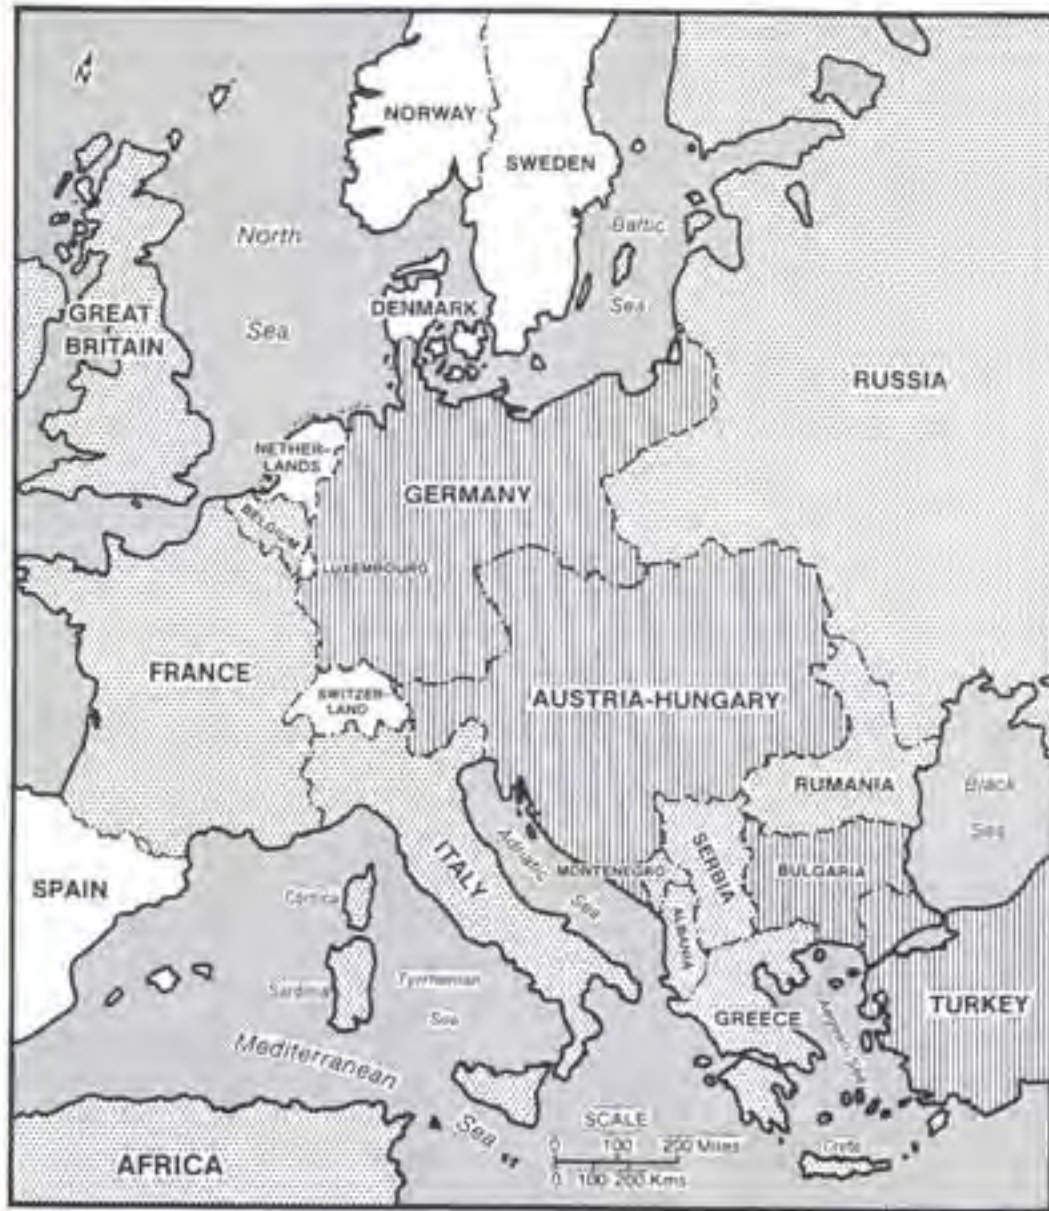 N
NORWAY
SWEDEN
North
Sea
Baltic
Sea
DENMARK
GREAT
BRITAIN
RUSSIA
NETHER-
LANDS
GERMANY
BELGIUM
LUXEMBOURG
FRANCE
SWITZER-
LAND
AUSTRIA-HUNGARY
RUMANIA
Black
Sea
ITALY
Adriatic
Sea
MONTENEGRO
SERBIA
BULGARIA
SPAIN
Corsica
ALBANIA
Sardinia
Tyrrhenian
Sea
GREECE
Aegean Sea
TURKEY
Mediterranean
Sea
SCALE
0 100 200 Miles
0 100 200 Kms
Crete
AFRICA